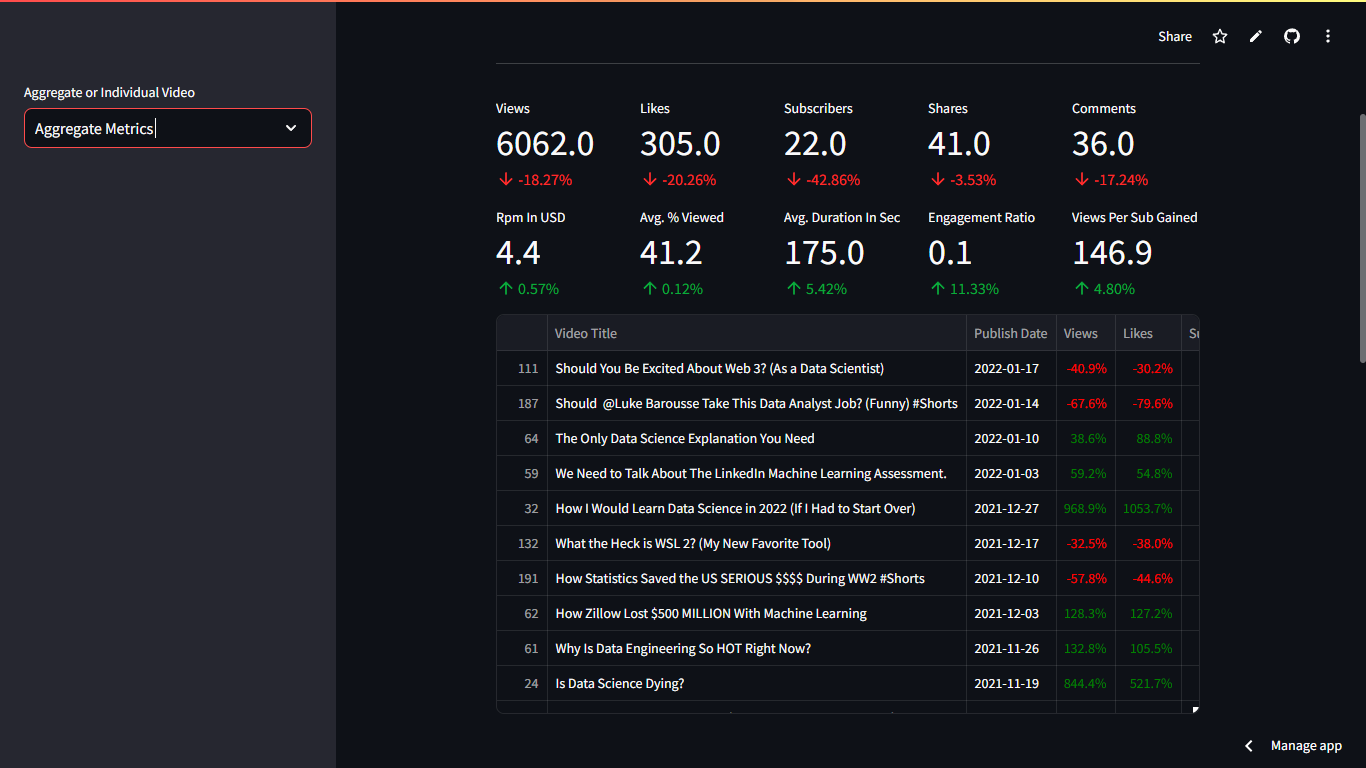 Share
Aggregate or Individual Video
Aggregate Metrics
Views Likes Subscribers Shares Comments
6062.0 305.0 22.0 41.0 36.0
-18.27% -20.26% -42.86% -3.53% -17.24%
Rpm In USD Avg. % Viewed Avg. Duration In Sec Engagement Ratio Views Per Sub Gained
4.4 41.2 175.0 0.1 146.9
0.57% 0.12% 5.42% 11.33% 4.80%
Video Title Publish Date Views Likes Su
111 Should You Be Excited About Web 3? (As a Data Scientist) 2022-01-17 -40.9% -30.2%
187 Should @Luke Barousse Take This Data Analyst Job? (Funny) #Shorts 2022-01-14 -67.6% -79.6%
64 The Only Data Science Explanation You Need 2022-01-10 38.6% 88.8%
59 We Need to Talk About The LinkedIn Machine Learning Assessment. 2022-01-03 59.2% 54.8%
32 How I Would Learn Data Science in 2022 (If I Had to Start Over) 2021-12-27 968.9% 1053.7%
132 What the Heck is WSL 2? (My New Favorite Tool) 2021-12-17 -32.5% -38.0%
191 How Statistics Saved the US SERIOUS $$$$ During WW2 #Shorts 2021-12-10 -57.8% -44.6%
62 How Zillow Lost $500 MILLION With Machine Learning 2021-12-03 128.3% 127.2%
61 Why Is Data Engineering So HOT Right Now? 2021-11-26 132.8% 105.5%
24 Is Data Science Dying? 2021-11-19 844.4% 521.7%
Manage app